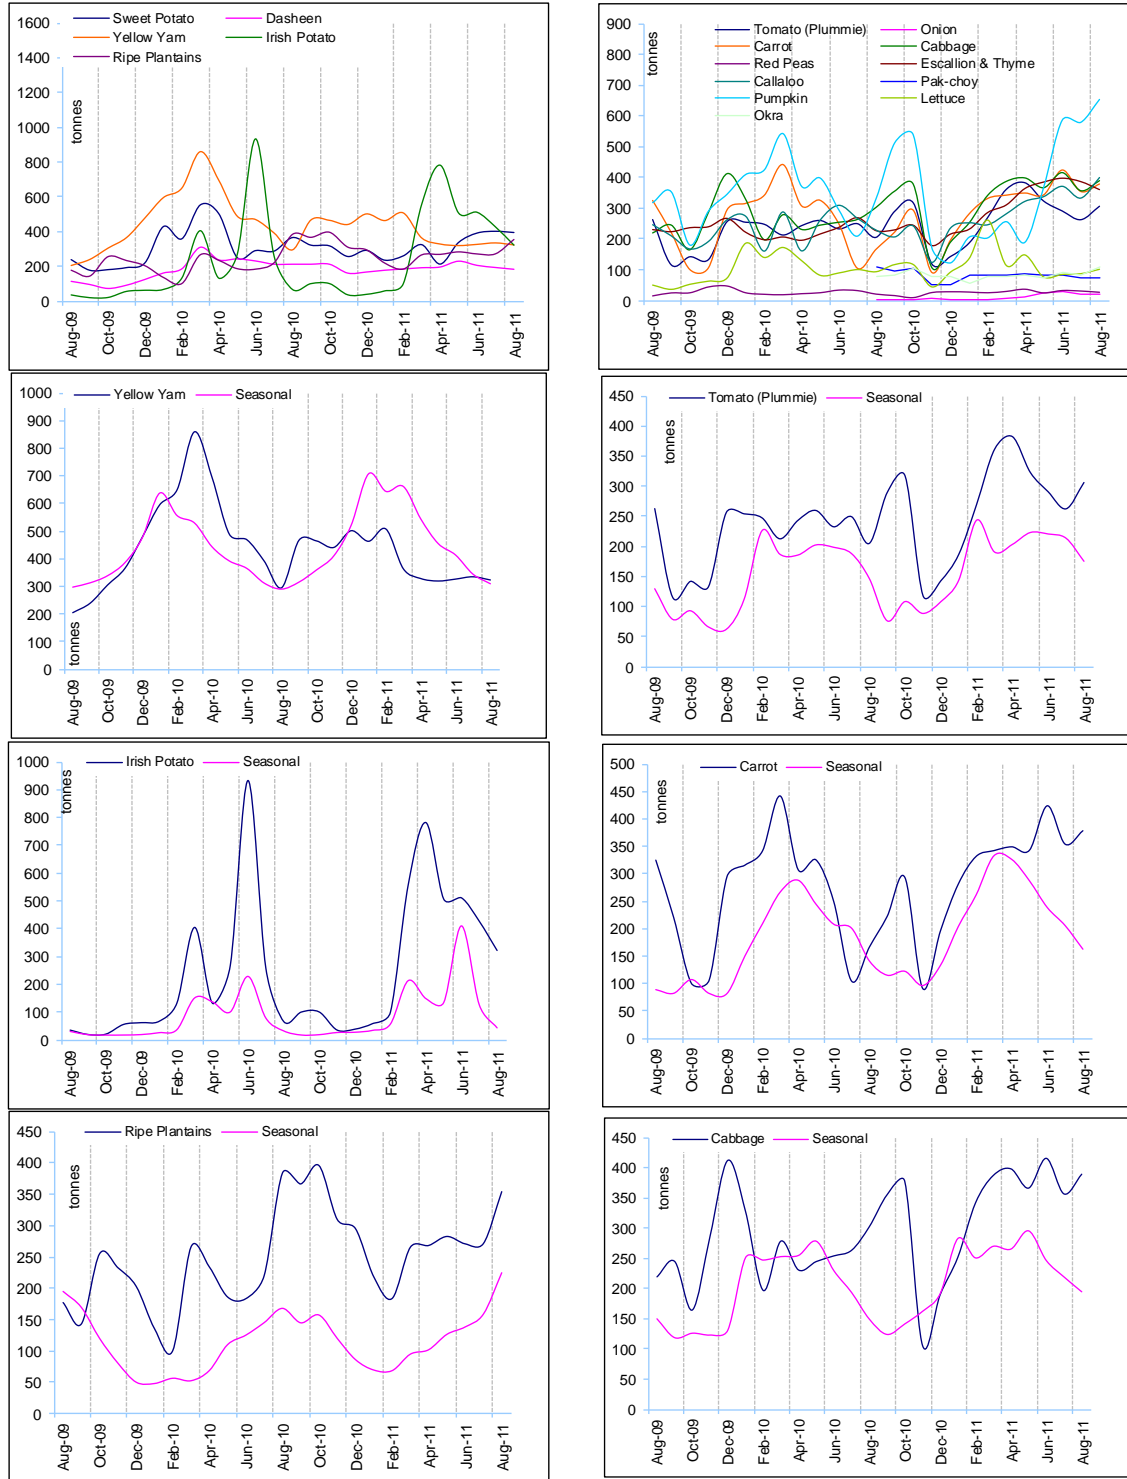 Sweet Potato Dasheen
Yellow Yam Irish Potato
Ripe Plantains
tonnes
1600
1400
1200
1000
800
600
400
200
0
Aug-09 Oct-09 Dec-09 Feb-10 Apr-10 Jun-10 Aug-10 Oct-10 Dec-10 Feb-11 Apr-11 Jun-11 Aug-11
Tomato (Plummie) Onion
Carrot Cabbage
Red Peas Escallion & Thyme
Callaloo Pak-choy
Pumpkin Lettuce
Okra
tonnes
900
800
700
600
500
400
300
200
100
0
Aug-09 Oct-09 Dec-09 Feb-10 Apr-10 Jun-10 Aug-10 Oct-10 Dec-10 Feb-11 Apr-11 Jun-11 Aug-11
Yellow Yam Seasonal
1000
900
800
700
600
500
400
300
200
100
0
tonnes
Aug-09 Oct-09 Dec-09 Feb-10 Apr-10 Jun-10 Aug-10 Oct-10 Dec-10 Feb-11 Apr-11 Jun-11 Aug-11
Tomato (Plummie) Seasonal
tonnes
450
400
350
300
250
200
150
100
50
0
Aug-09 Oct-09 Dec-09 Feb-10 Apr-10 Jun-10 Aug-10 Oct-10 Dec-10 Feb-11 Apr-11 Jun-11 Aug-11
Irish Potato Seasonal
tonnes
1000
900
800
700
600
500
400
300
200
100
0
Aug-09 Oct-09 Dec-09 Feb-10 Apr-10 Jun-10 Aug-10 Oct-10 Dec-10 Feb-11 Apr-11 Jun-11 Aug-11
Carrot Seasonal
tonnes
500
450
400
350
300
250
200
150
100
50
0
Aug-09 Oct-09 Dec-09 Feb-10 Apr-10 Jun-10 Aug-10 Oct-10 Dec-10 Feb-11 Apr-11 Jun-11 Aug-11
Ripe Plantains Seasonal
tonnes
450
400
350
300
250
200
150
100
50
0
Aug-09 Oct-09 Dec-09 Feb-10 Apr-10 Jun-10 Aug-10 Oct-10 Dec-10 Feb-11 Apr-11 Jun-11 Aug-11
Cabbage Seasonal
tonnes
450
400
350
300
250
200
150
100
50
0
Aug-09 Oct-09 Dec-09 Feb-10 Apr-10 Jun-10 Aug-10 Oct-10 Dec-10 Feb-11 Apr-11 Jun-11 Aug-11